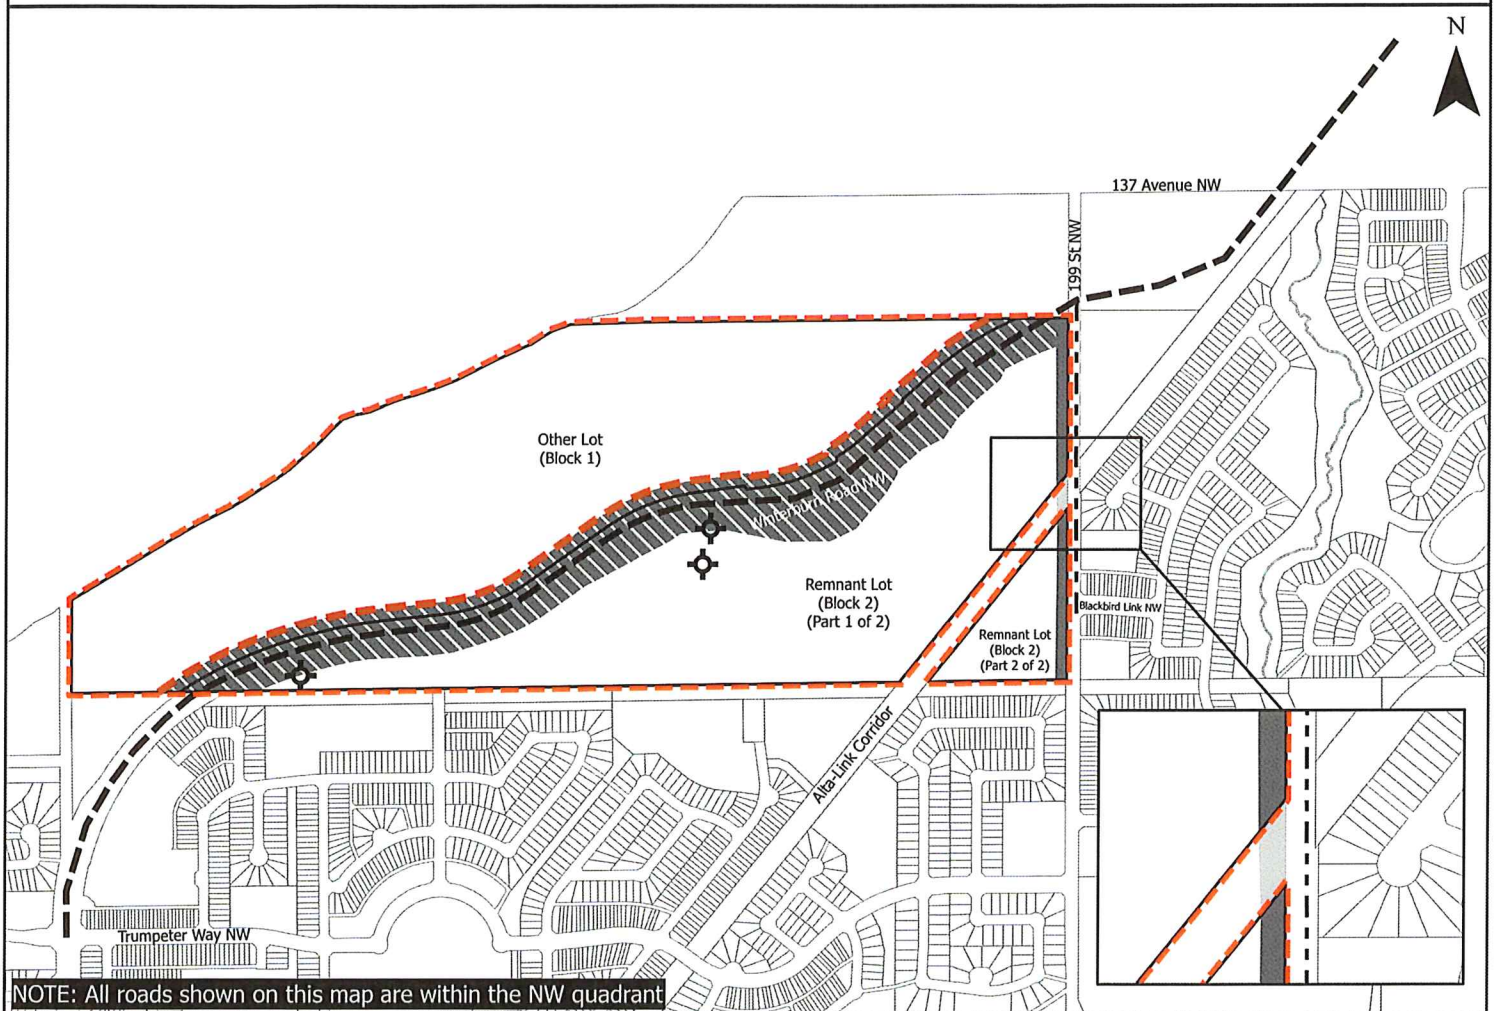 N
137 Avenue NW
199 St NW
Other Lot
(Block 1)
Winterburn Road NW
Remnant Lot
(Block 2)
(Part 1 of 2)
Blackbird Link NW
Remnant Lot
(Block 2)
(Part 2 of 2)
Alta-Link Corridor
Trumpeter Way NW
NOTE: All roads shown on this map are within the NW quadrant